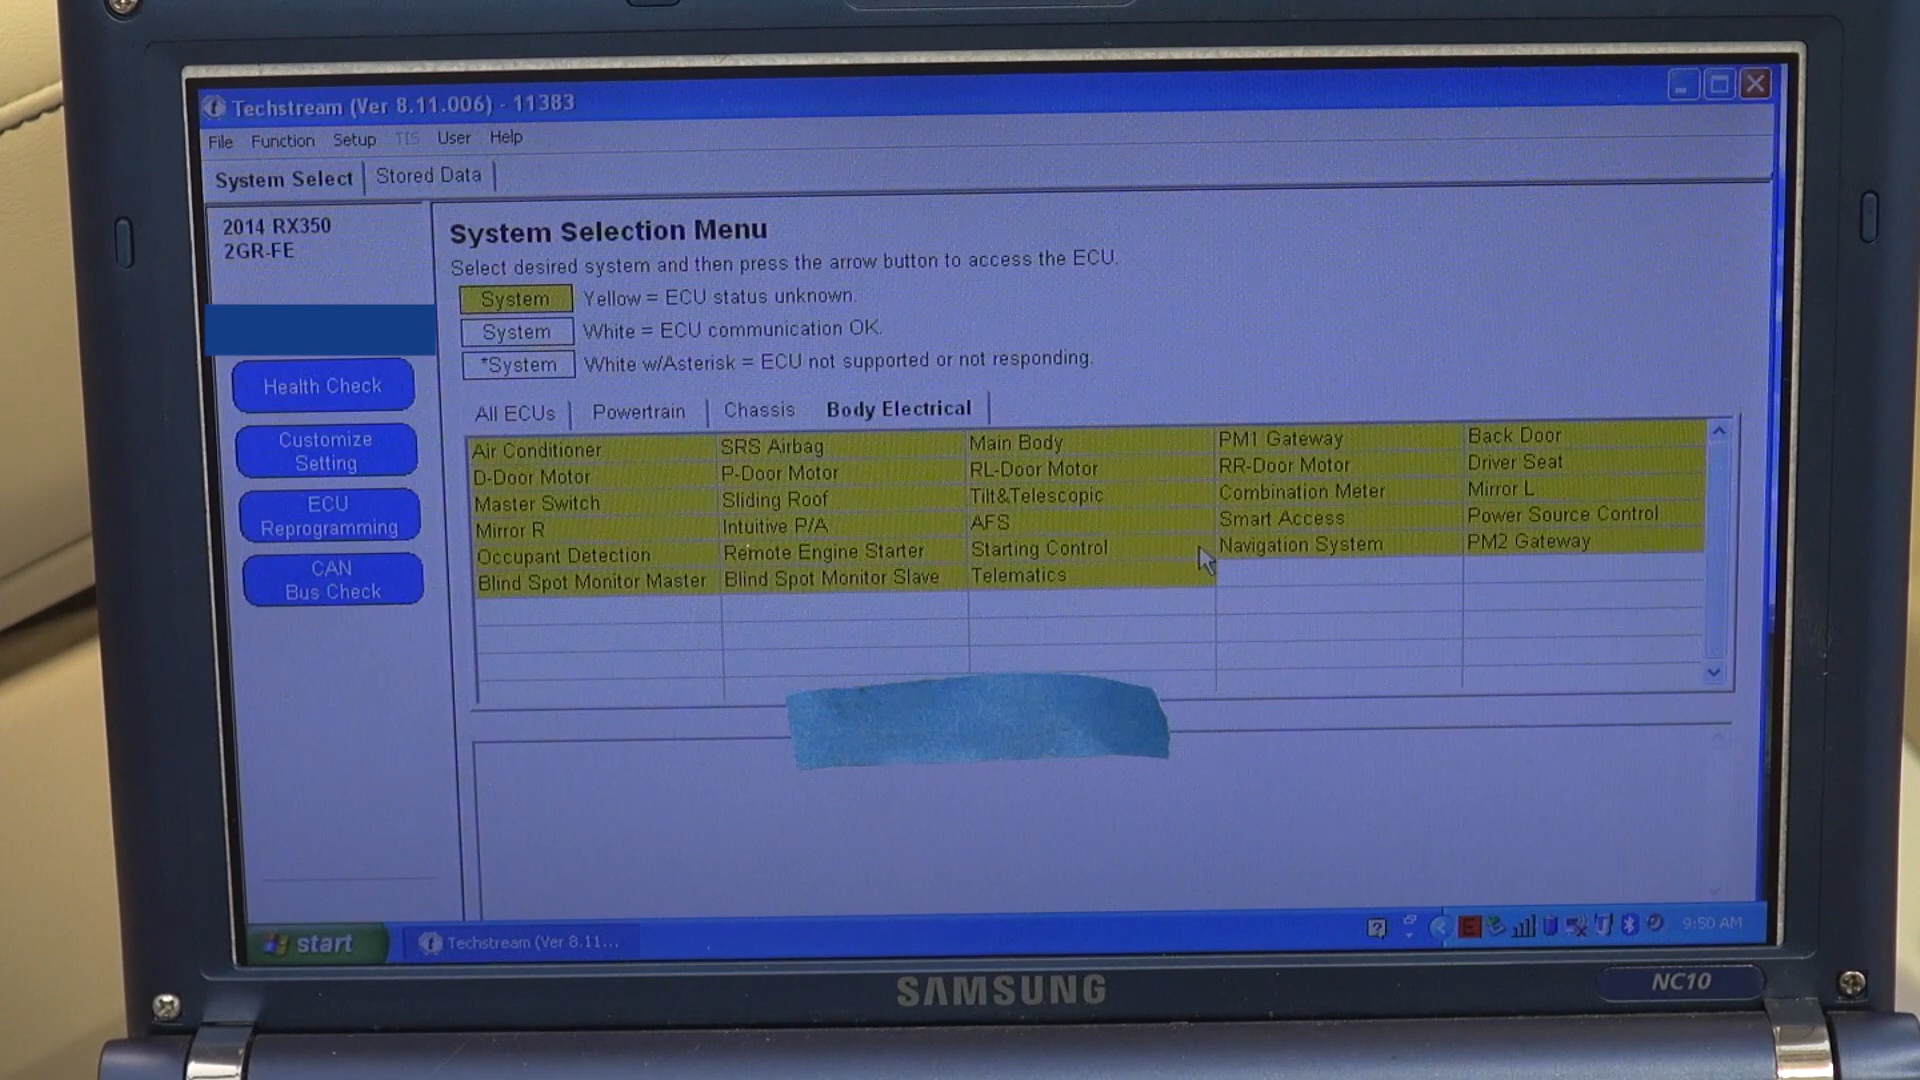 Techstream (Ver 8.11.006) - 11383
File Function Setup TIS User Help
System Select Stored Data
2014 RX350
2GR-FE
Health Check
Customize
Setting
ECU
Reprogramming
CAN
Bus Check
System Selection Menu
Select desired system and then press the arrow button to access the ECU.
System Yellow = ECU status unknown.
System White = ECU communication OK.
*System White w/Asterisk = ECU not supported or not responding.
All ECUs Powertrain Chassis Body Electrical
Air Conditioner SRS Airbag Main Body PM1 Gateway Back Door
D-Door Motor P-Door Motor RL-Door Motor RR-Door Motor Driver Seat
Master Switch Sliding Roof Tilt&Telescopic Combination Meter Mirror L
Mirror R Intuitive P/A AFS Smart Access Power Source Control
Occupant Detection Remote Engine Starter Starting Control Navigation System PM2 Gateway
Blind Spot Monitor Master Blind Spot Monitor Slave Telematics
start Techstream (Ver 8.11... 9:50 AM
SAMSUNG
NC10